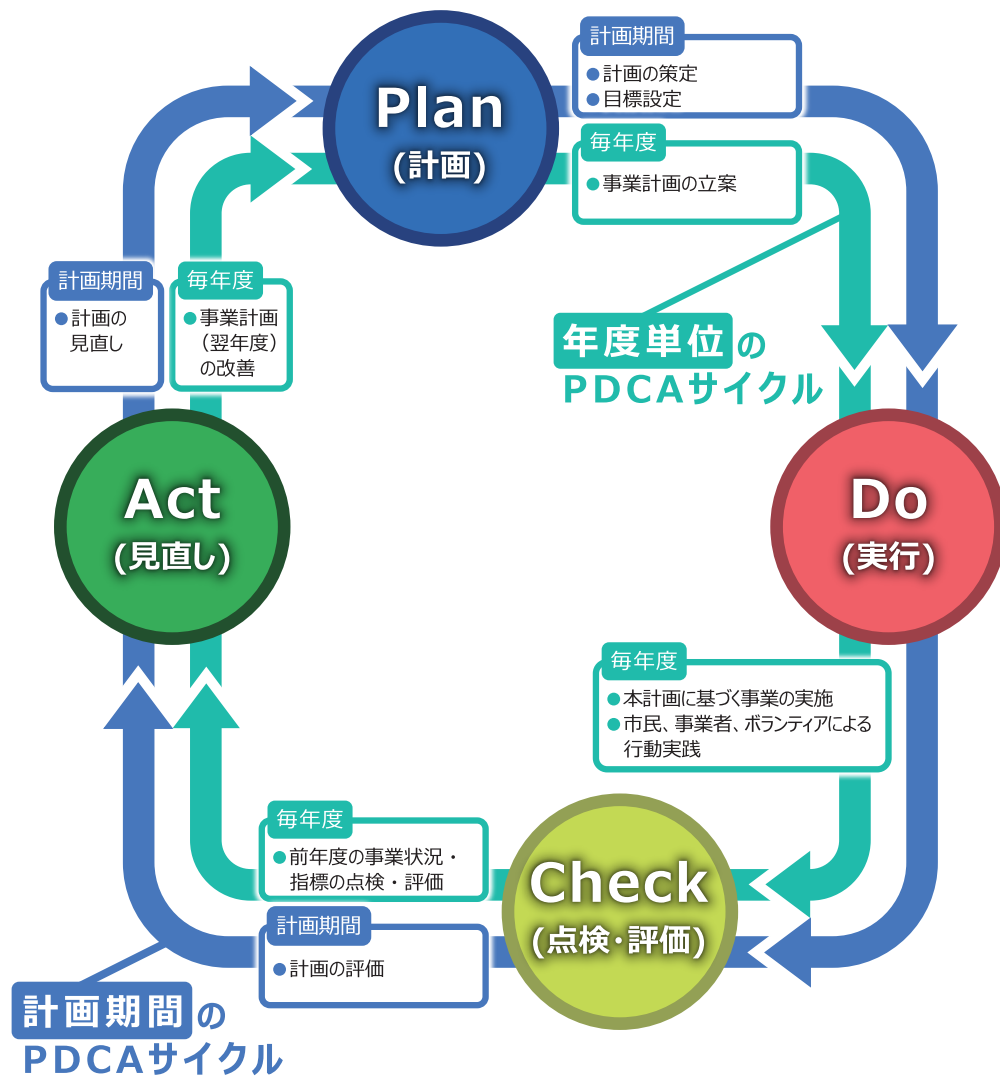 Plan
(計画)
計画期間
●計画の策定
●目標設定
毎年度
●事業計画の立案
年度単位の
PDCAサイクル
Do
(実行)
毎年度
●本計画に基づく事業の実施
●市民、事業者、ボランティアによる
行動実践
Check
(点検・評価)
毎年度
●前年度の事業状況・
指標の点検・評価
計画期間
●計画の評価
計画期間の
PDCAサイクル
Act
(見直し)
計画期間
●計画の
見直し
毎年度
●事業計画
（翌年度）
の改善